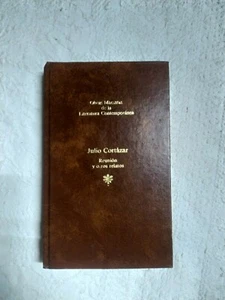 Obras Maestras
de la
Literatura Contemporánea
Julio Cortázar
Reunión
y otros relatos